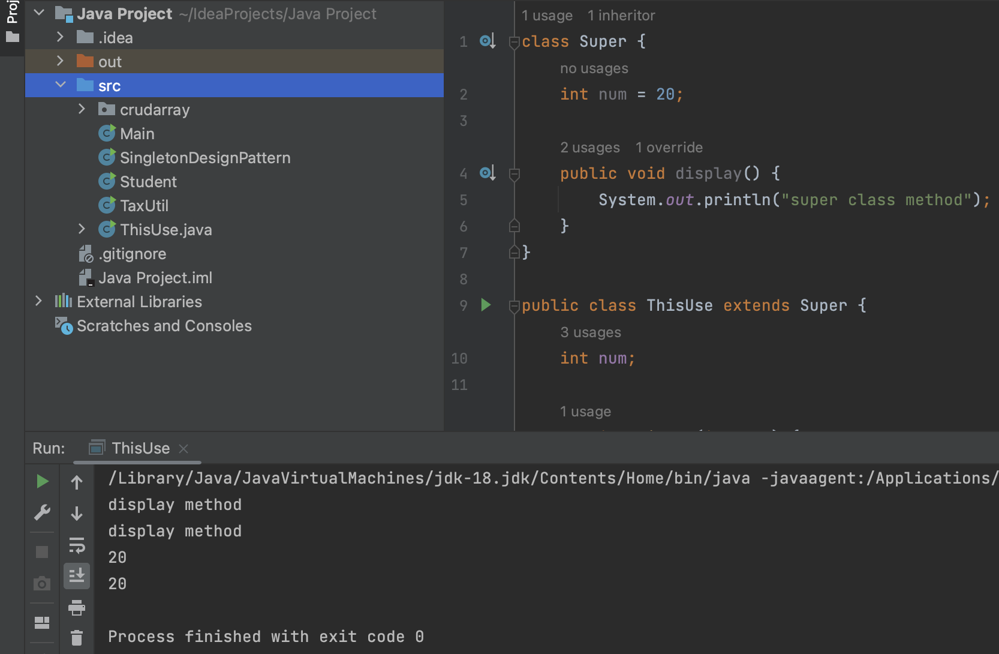 Proj
Java Project ~/IdeaProjects/Java Project
.idea
out
src
crudarray
Main
SingletonDesignPattern
Student
TaxUtil
ThisUse.java
.gitignore
Java Project.iml
External Libraries
Scratches and Consoles
1 usage 1 inheritor
1 class Super {
no usages
2 int num = 20;
3
2 usages 1 override
4 public void display() {
5 System.out.println("super class method");
6 }
7 }
8
9 public class ThisUse extends Super {
3 usages
10 int num;
11
1 usage
Run: ThisUse
/Library/Java/JavaVirtualMachines/jdk-18.jdk/Contents/Home/bin/java -javaagent:/Applications/
display method
display method
20
20
Process finished with exit code 0